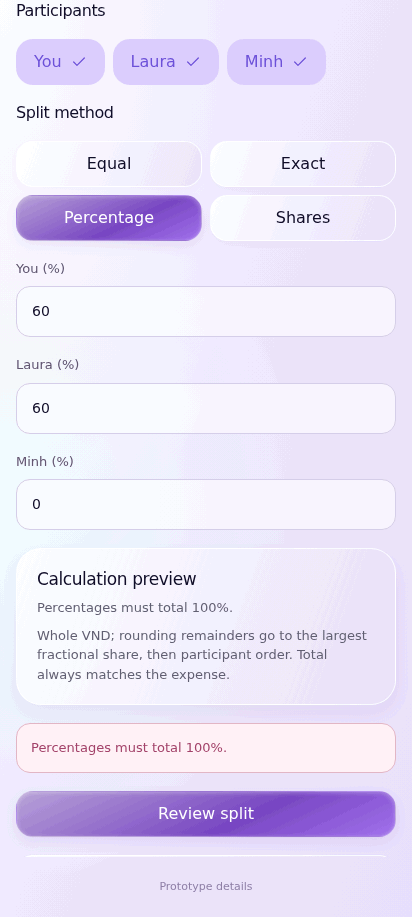 Participants
You ✓ Laura ✓ Minh ✓
Split method
Equal Exact
Percentage Shares
You (%)
60
Laura (%)
60
Minh (%)
0
Calculation preview
Percentages must total 100%.
Whole VND; rounding remainders go to the largest
fractional share, then participant order. Total
always matches the expense.
Percentages must total 100%.
Review split
Prototype details